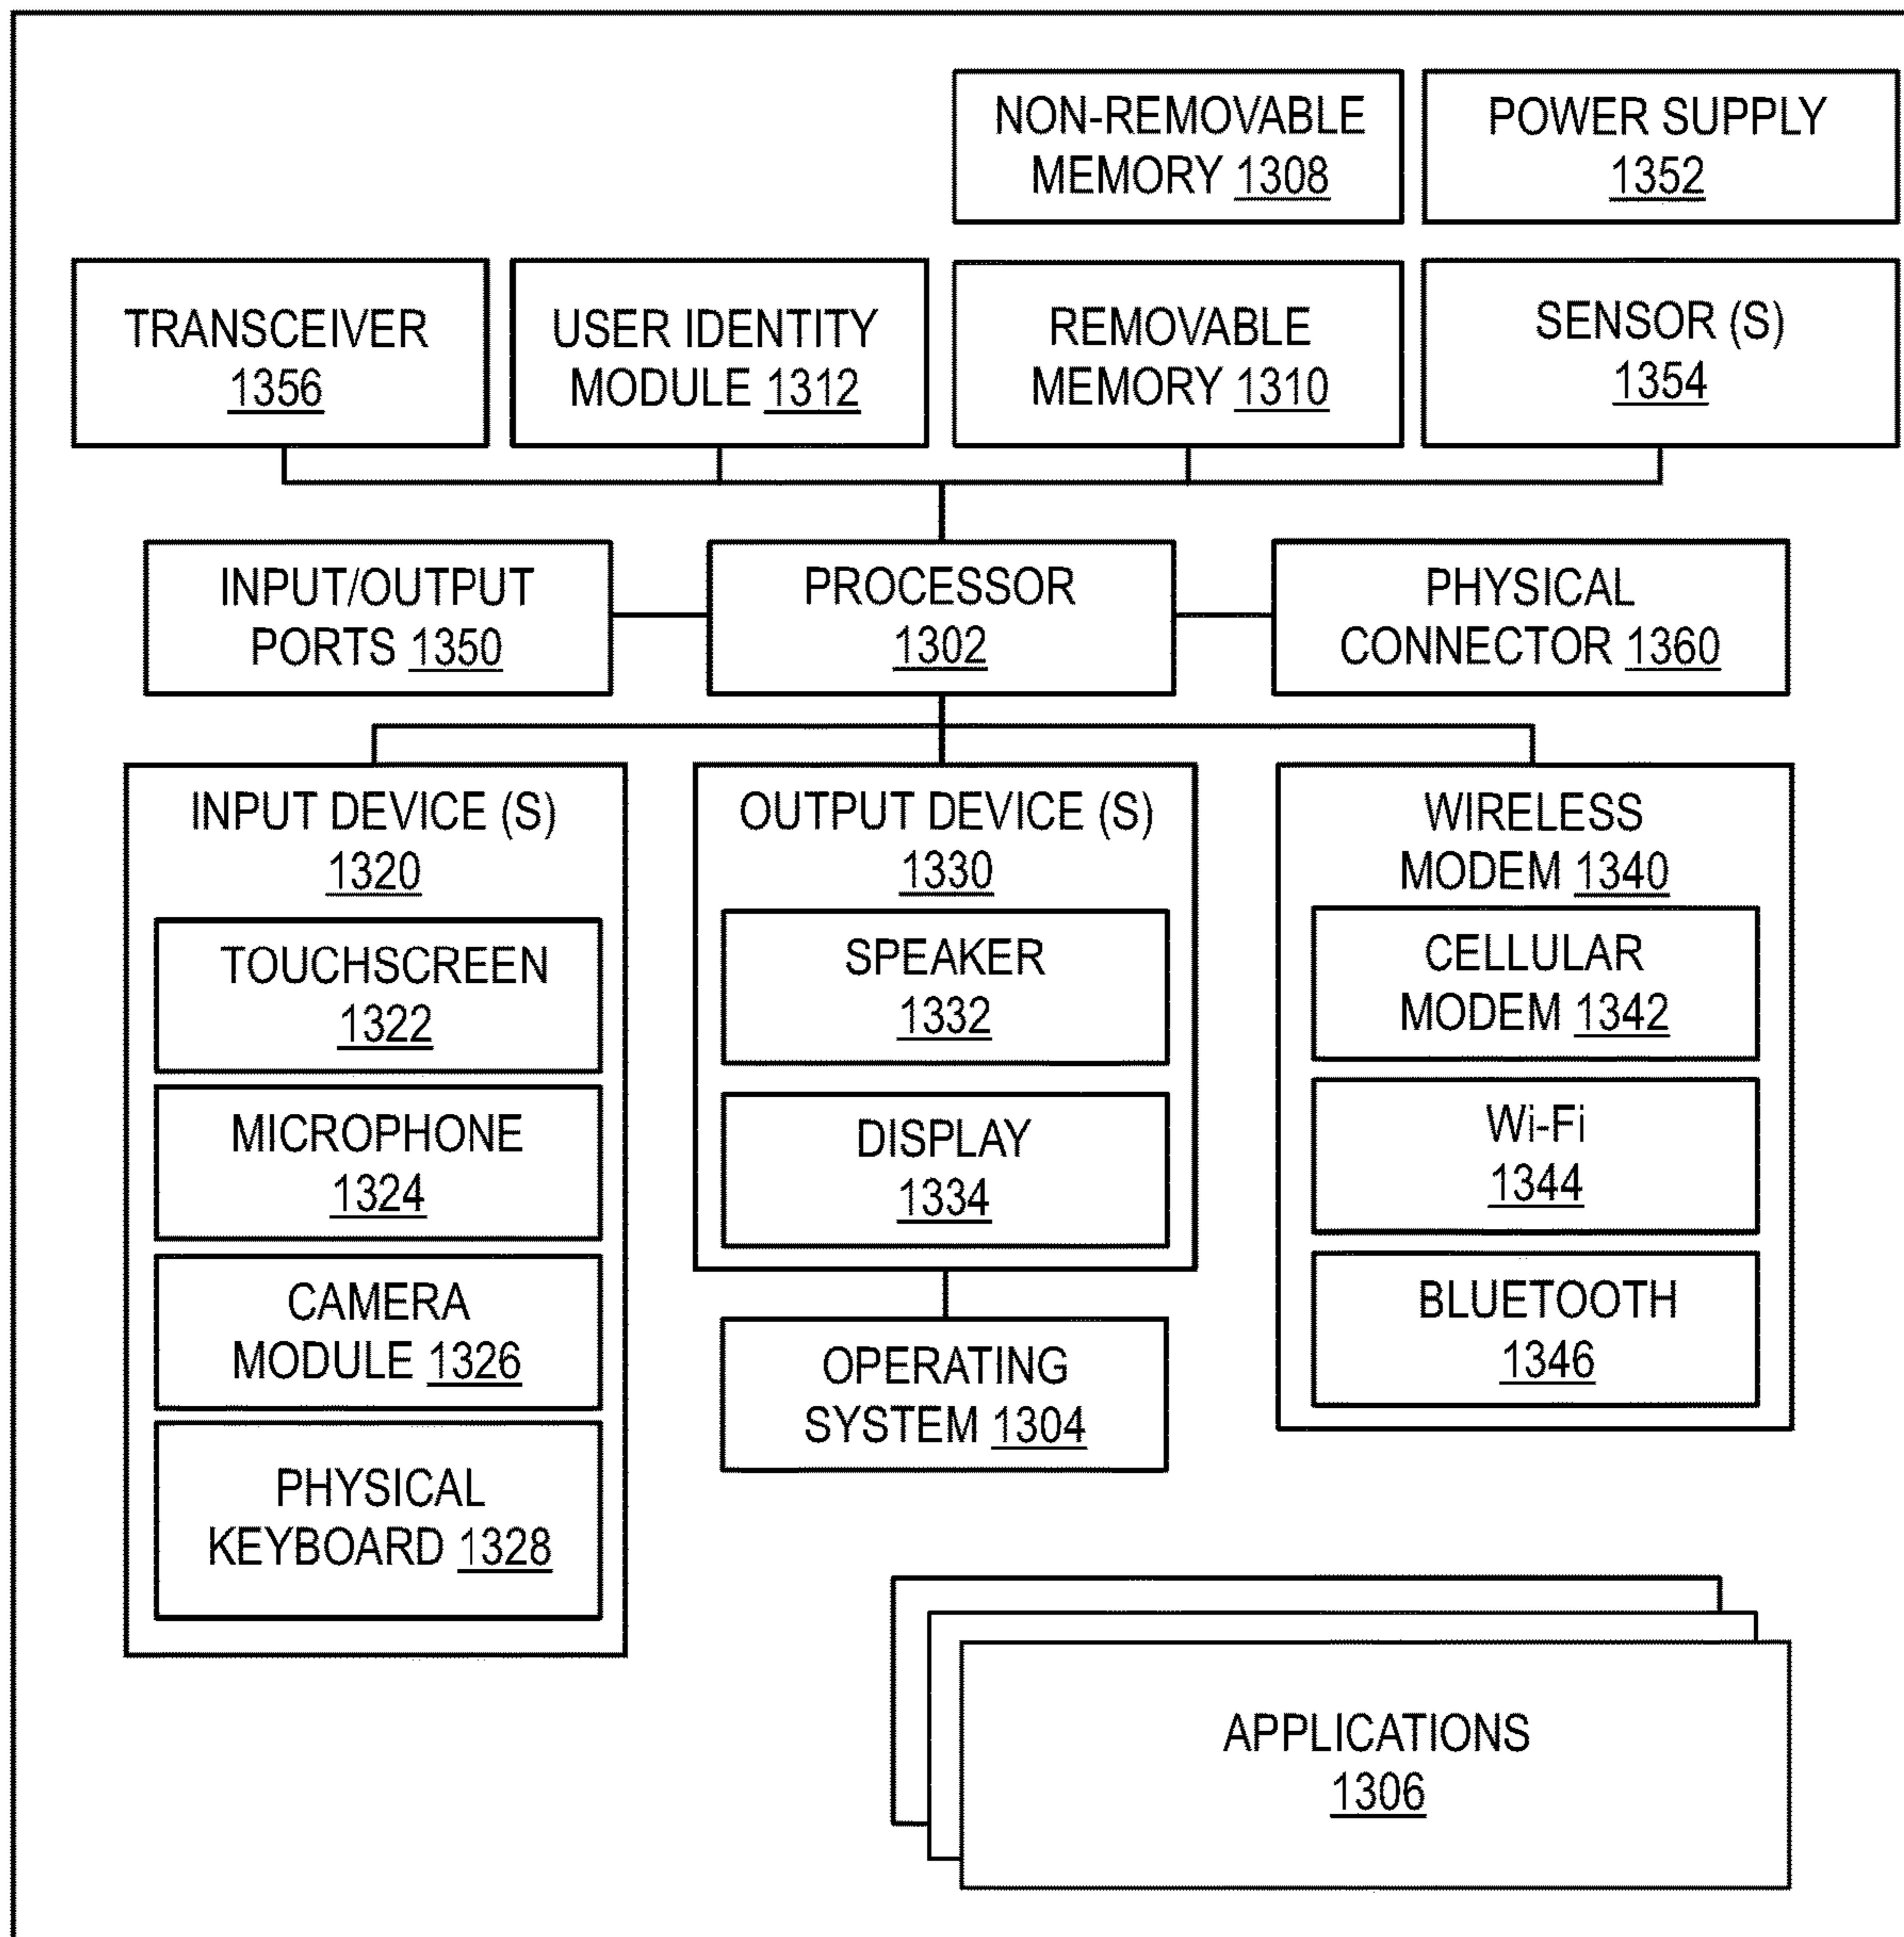 NON-REMOVABLE
MEMORY 1308
POWER SUPPLY
1352
TRANSCEIVER
1356
USER IDENTITY
MODULE 1312
REMOVABLE
MEMORY 1310
SENSOR (S)
1354
INPUT/OUTPUT
PORTS 1350
PROCESSOR
1302
PHYSICAL
CONNECTOR 1360
INPUT DEVICE (S)
1320
TOUCHSCREEN
1322
MICROPHONE
1324
CAMERA
MODULE 1326
PHYSICAL
KEYBOARD 1328
OUTPUT DEVICE (S)
1330
SPEAKER
1332
DISPLAY
1334
OPERATING
SYSTEM 1304
WIRELESS
MODEM 1340
CELLULAR
MODEM 1342
Wi-Fi
1344
BLUETOOTH
1346
APPLICATIONS
1306